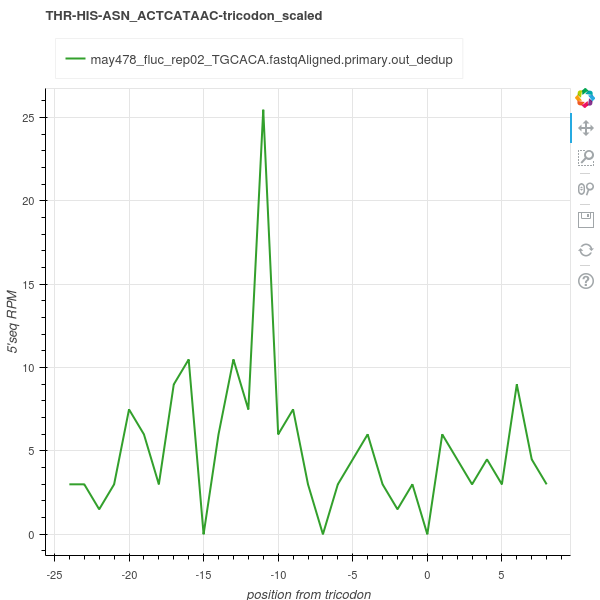 THR-HIS-ASN_ACTCATAAC-tricodon_scaled
may478_fluc_rep02_TGCACA.fastqAligned.primary.out_dedup
25
20
15
10
5
0
5'seq RPM
-25 -20 -15 -10 -5 0 5
position from tricodon